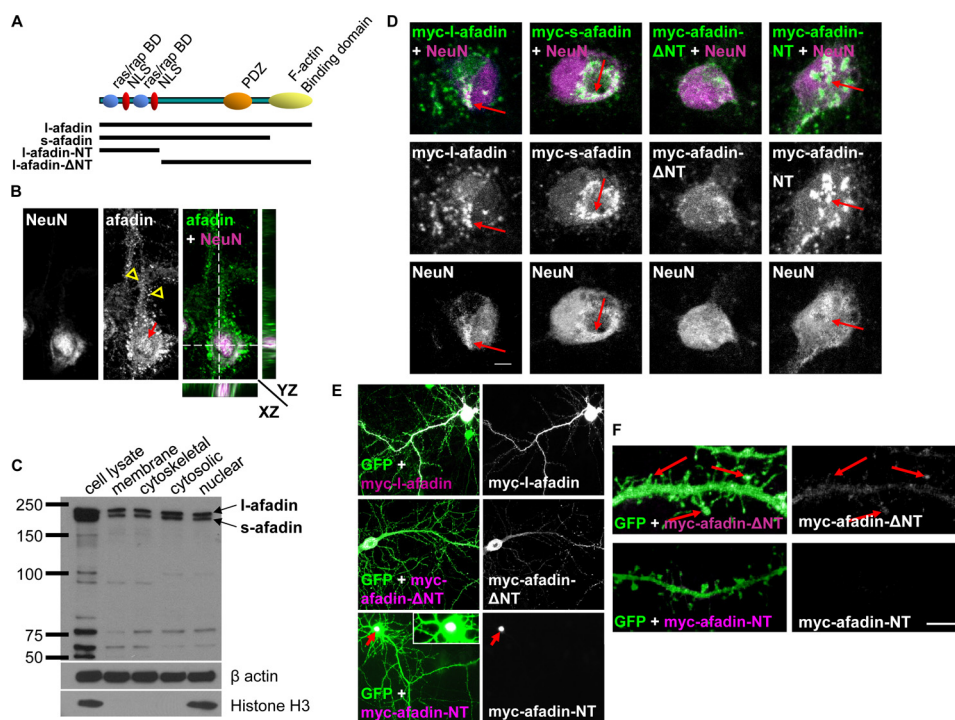 A
ras/rap BD
NLS
ras/rap BD
NLS
PDZ
F-actin
Binding domain
l-afadin
s-afadin
l-afadin-NT
l-afadin-ΔNT
B
NeuN
afadin
afadin
+ NeuN
YZ
XZ
C
cell lysate
membrane
cytoskeletal
cytosolic
nuclear
250
150
100
75
50
l-afadin
s-afadin
β actin
Histone H3
D
myc-l-afadin
+ NeuN
myc-s-afadin
+ NeuN
myc-afadin-
ΔNT + NeuN
myc-afadin-
NT + NeuN
myc-l-afadin
myc-s-afadin
myc-afadin-
ΔNT
myc-afadin-
NT
NeuN
NeuN
NeuN
NeuN
E
GFP +
myc-l-afadin
myc-l-afadin
GFP + myc-
afadin-ΔNT
myc-afadin-
ΔNT
GFP +
myc-afadin-NT
myc-afadin-NT
F
GFP + myc-afadin-ΔNT
myc-afadin-ΔNT
GFP + myc-afadin-NT
myc-afadin-NT